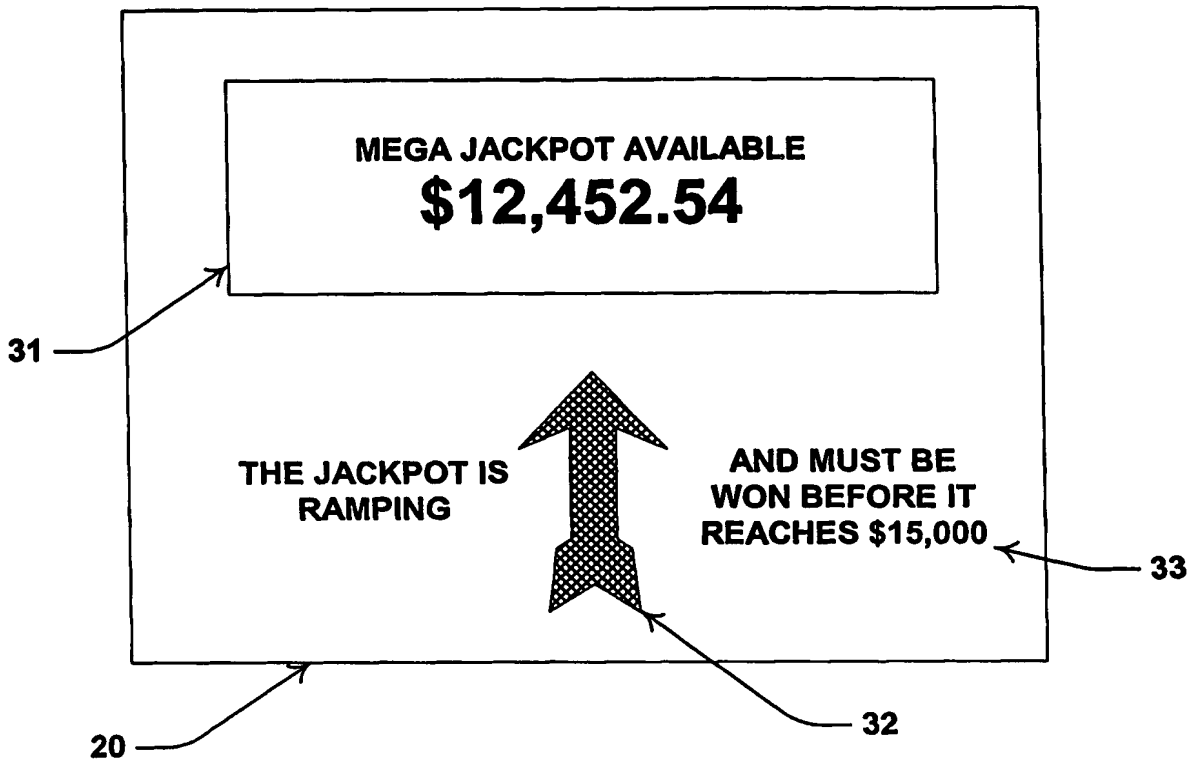 MEGA JACKPOT AVAILABLE
$12,452.54
31
THE JACKPOT IS
RAMPING
AND MUST BE
WON BEFORE IT
REACHES $15,000
33
32
20